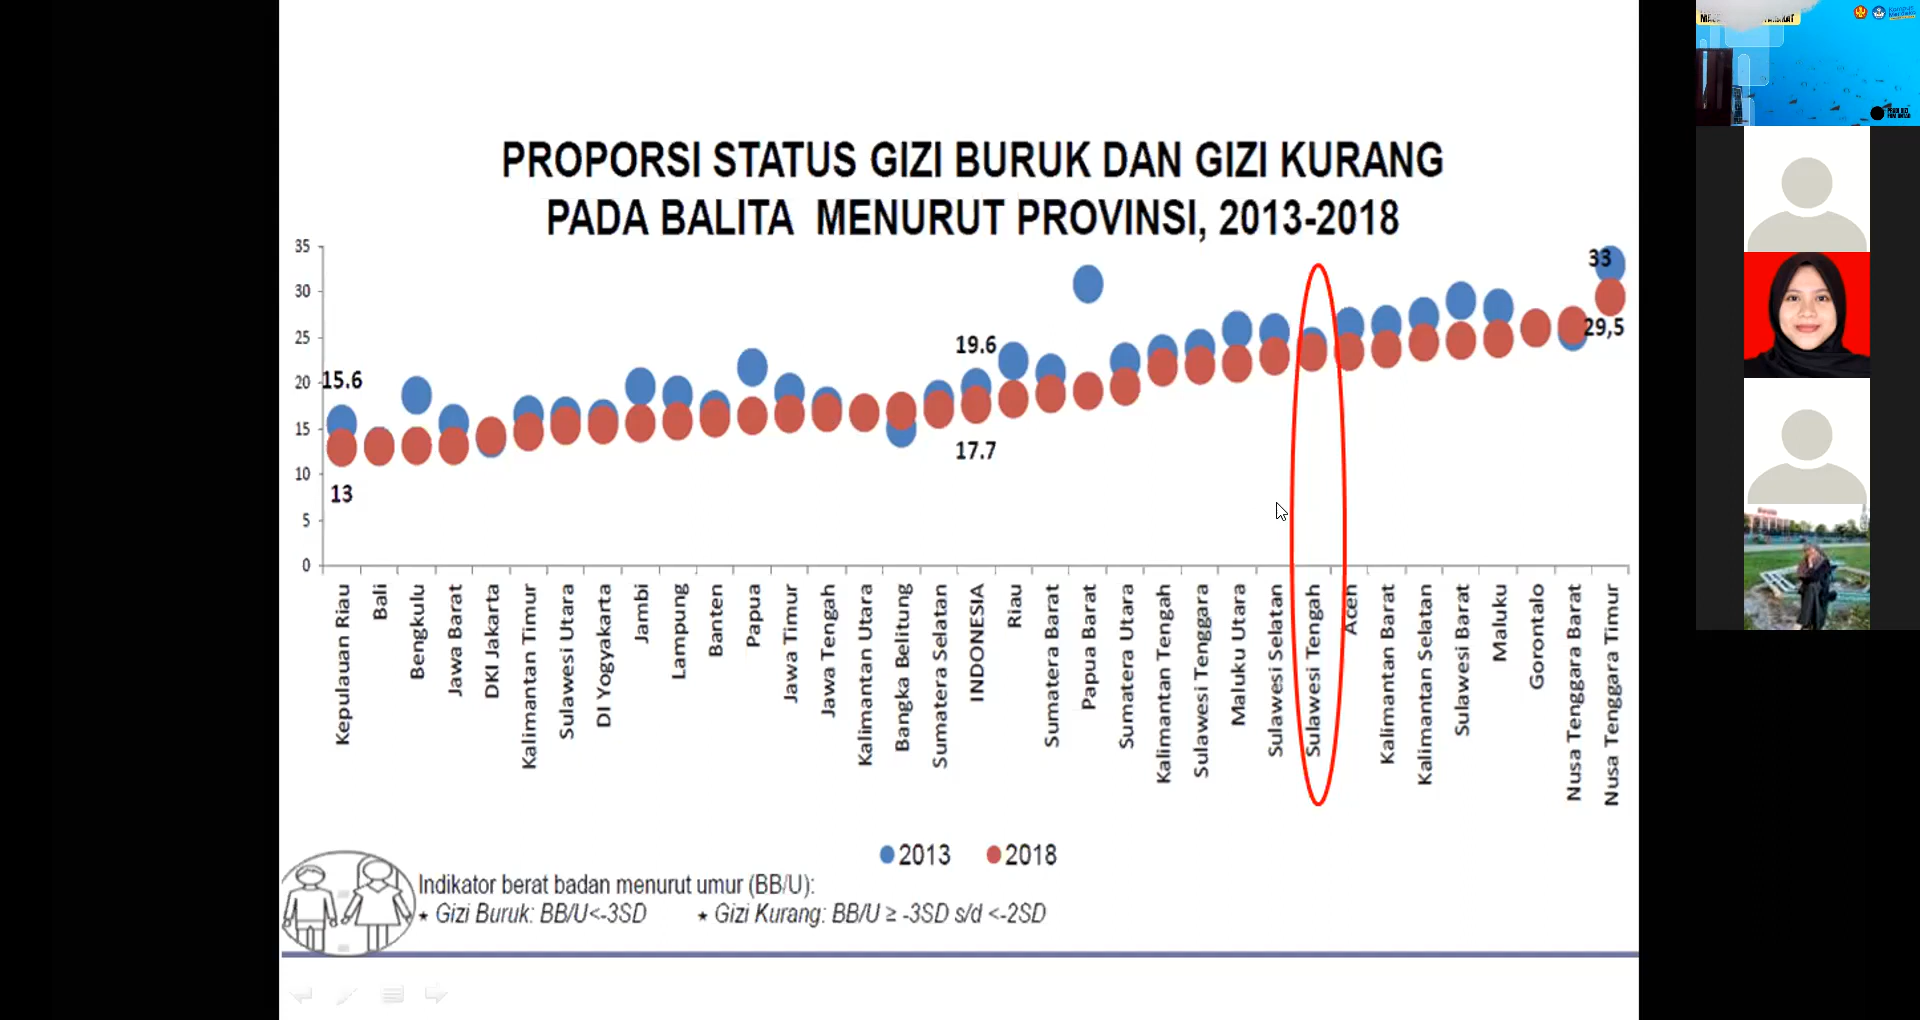 PROPORSI STATUS GIZI BURUK DAN GIZI KURANG
PADA BALITA MENURUT PROVINSI, 2013-2018
35
30
25
20
15
10
5
0
15.6
13
19.6
17.7
33
29,5
Kepulauan Riau
Bali
Bengkulu
Jawa Barat
DKI Jakarta
Kalimantan Timur
Sulawesi Utara
DI Yogyakarta
Jambi
Lampung
Banten
Papua
Jawa Timur
Jawa Tengah
Kalimantan Utara
Bangka Belitung
Sumatera Selatan
INDONESIA
Riau
Sumatera Barat
Papua Barat
Sumatera Utara
Kalimantan Tengah
Sulawesi Tenggara
Maluku Utara
Sulawesi Selatan
Sulawesi Tengah
Aceh
Kalimantan Barat
Kalimantan Selatan
Sulawesi Barat
Maluku
Gorontalo
Nusa Tenggara Barat
Nusa Tenggara Timur
2013 2018
Indikator berat badan menurut umur (BB/U):
★ Gizi Buruk: BB/U<-3SD ★ Gizi Kurang: BB/U ≥ -3SD s/d <-2SD